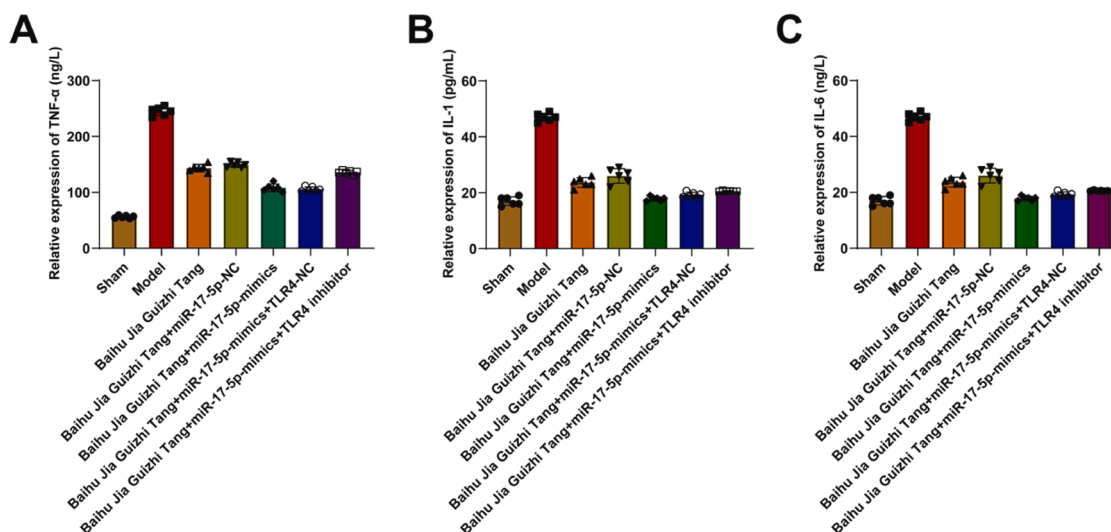 A
Relative expression of TNF-α (ng/L)
300
200
100
0
Sham
Model
Baihu Jia Guizhi Tang
Baihu Jia Guizhi Tang+miR-17-5p-NC
Baihu Jia Guizhi Tang+miR-17-5p-mimics
Baihu Jia Guizhi Tang+miR-17-5p-mimics+TLR4-NC
Baihu Jia Guizhi Tang+miR-17-5p-mimics+TLR4 inhibitor
B
Relative expression of IL-1 (pg/mL)
60
40
20
0
Sham
Model
Baihu Jia Guizhi Tang
Baihu Jia Guizhi Tang+miR-17-5p-NC
Baihu Jia Guizhi Tang+miR-17-5p-mimics
Baihu Jia Guizhi Tang+miR-17-5p-mimics+TLR4-NC
Baihu Jia Guizhi Tang+miR-17-5p-mimics+TLR4 inhibitor
C
Relative expression of IL-6 (ng/L)
60
40
20
0
Sham
Model
Baihu Jia Guizhi Tang
Baihu Jia Guizhi Tang+miR-17-5p-NC
Baihu Jia Guizhi Tang+miR-17-5p-mimics
Baihu Jia Guizhi Tang+miR-17-5p-mimics+TLR4-NC
Baihu Jia Guizhi Tang+miR-17-5p-mimics+TLR4 inhibitor